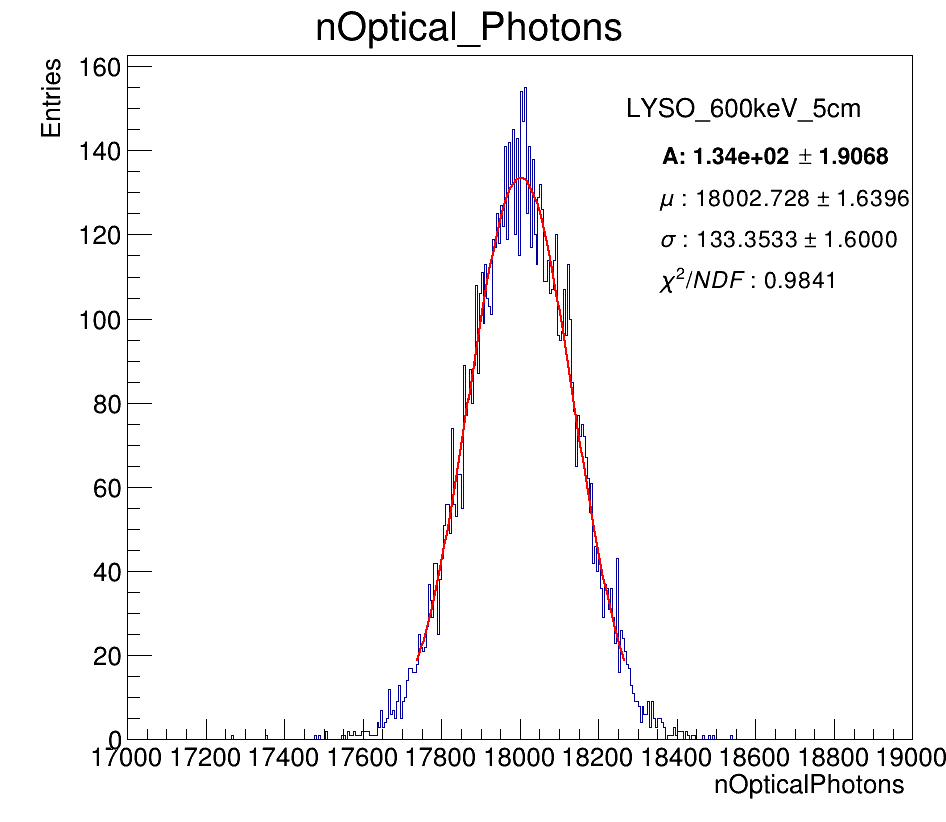 nOptical_Photons
Entries
160
140
120
100
80
60
40
20
0
LYSO_600keV_5cm
A: 1.34e+02 ± 1.9068
μ : 18002.728 ± 1.6396
σ : 133.3533 ± 1.6000
χ²/NDF : 0.9841
17000 17200 17400 17600 17800 18000 18200 18400 18600 18800 19000
nOpticalPhotons